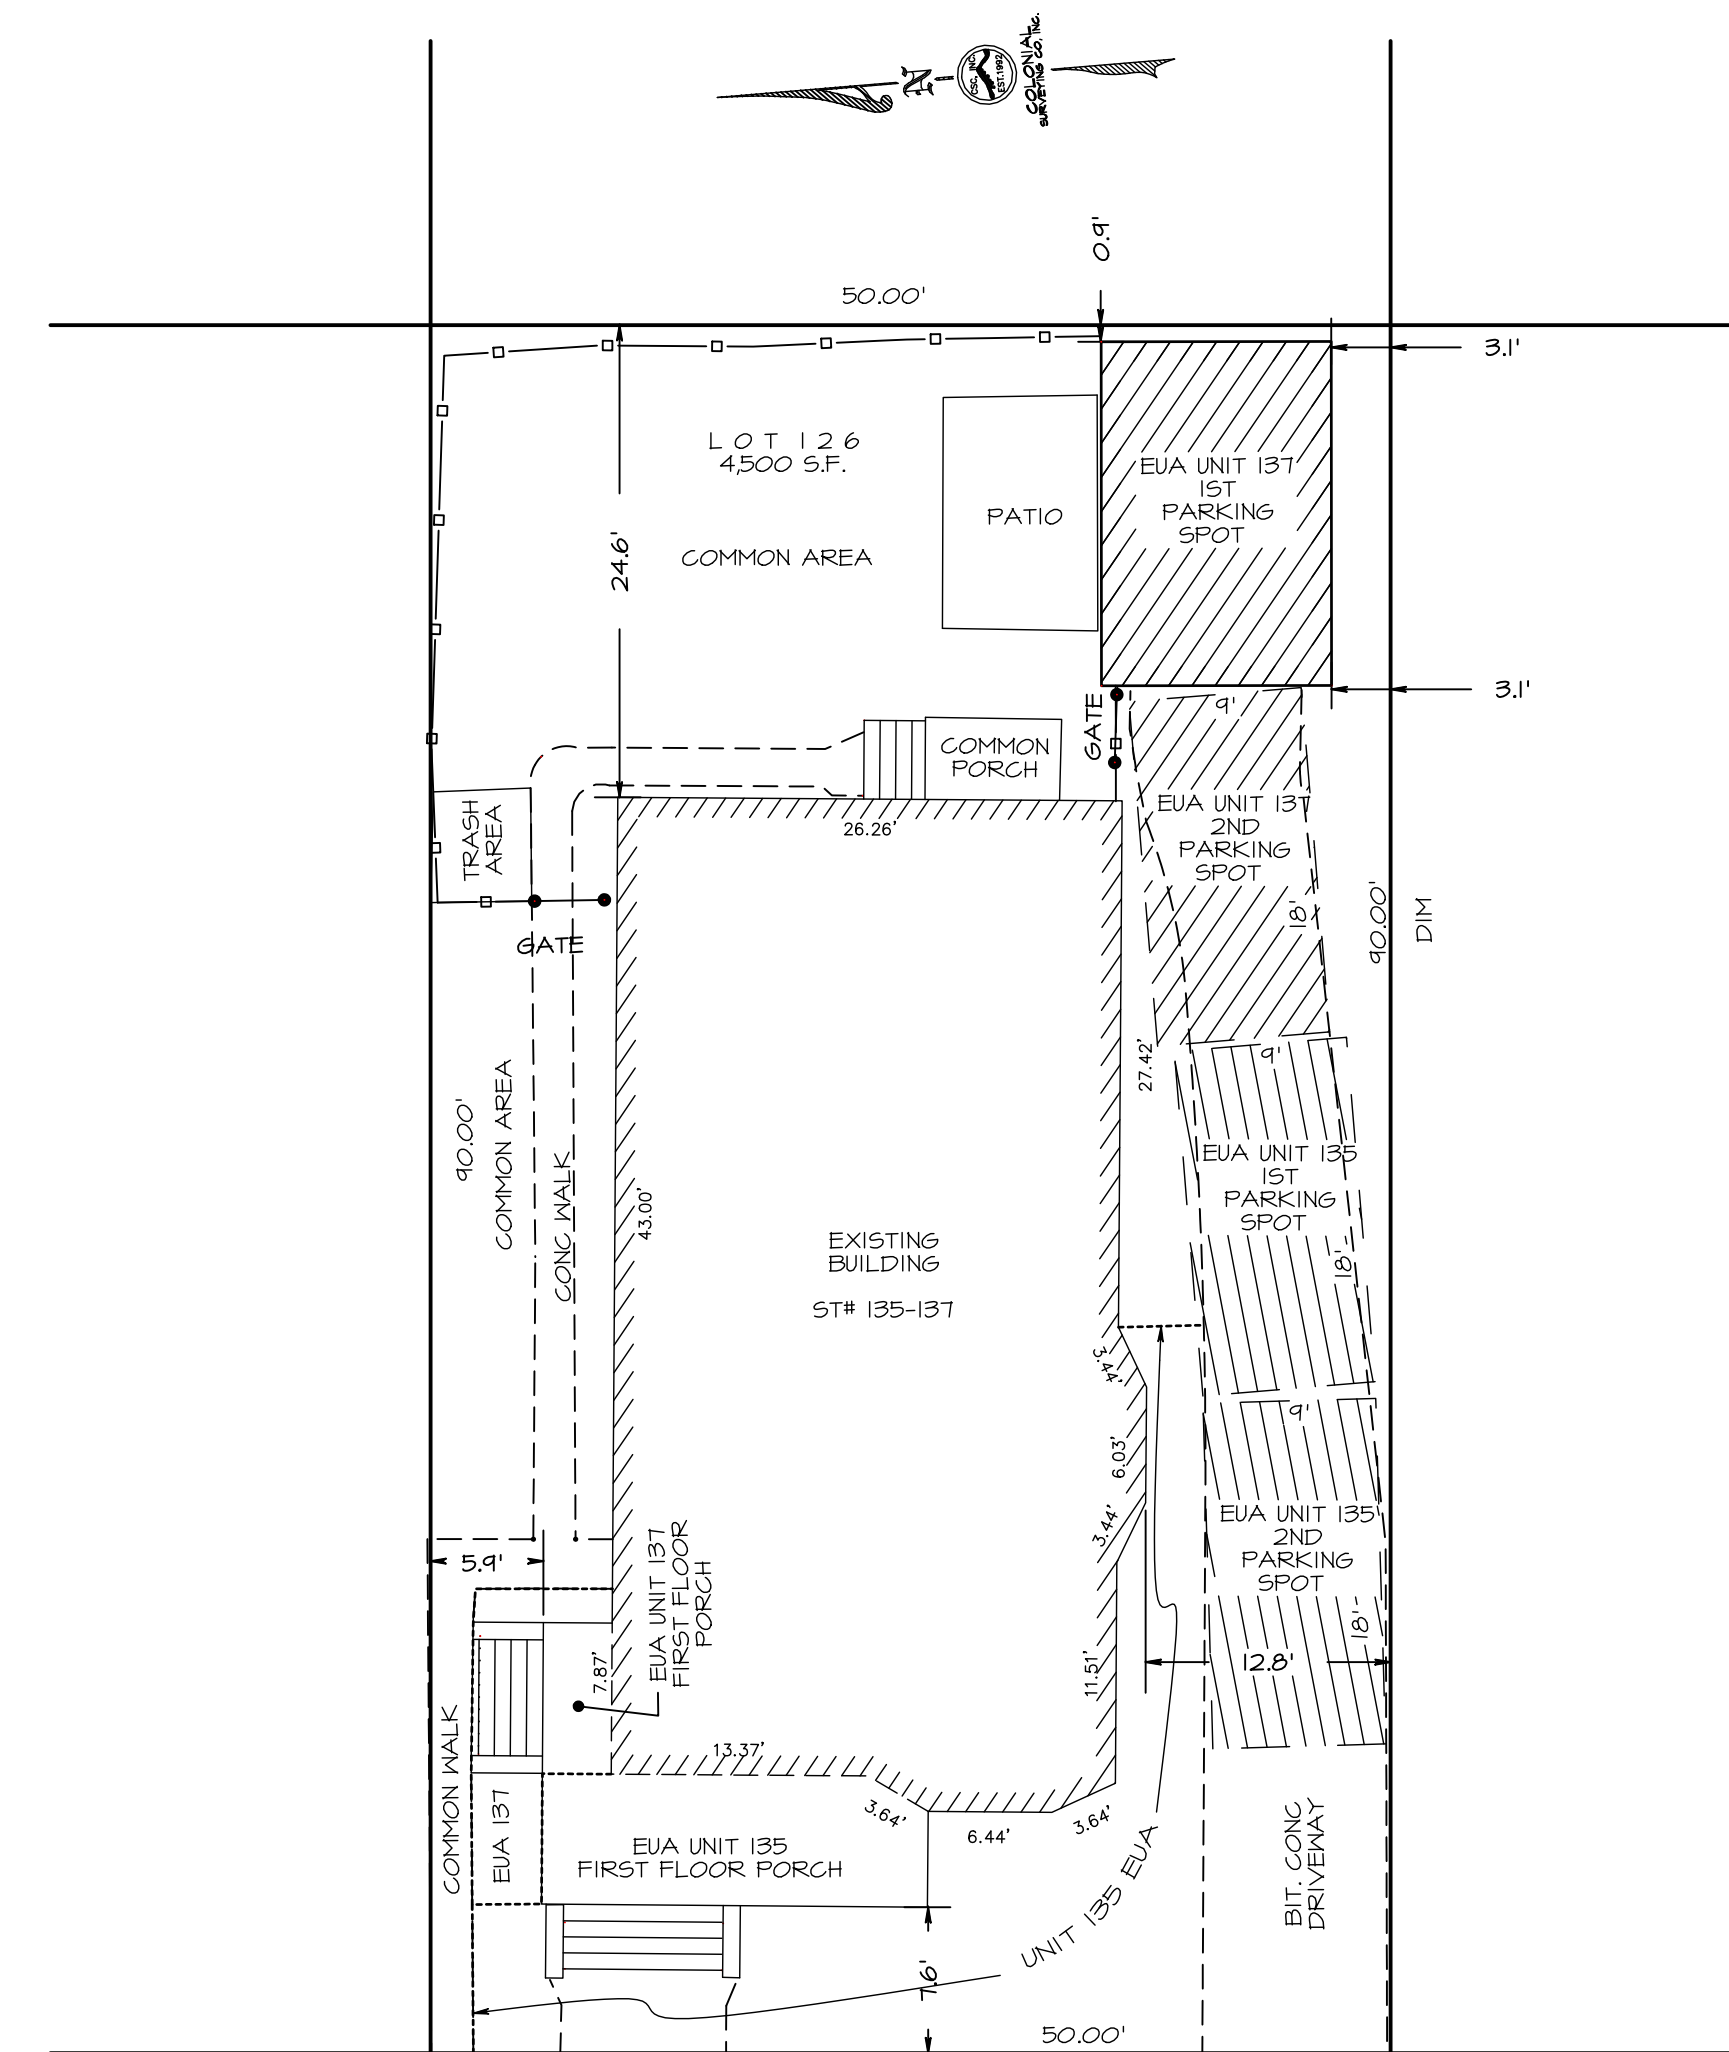 N
CSC, INC.
EST.1992
COLONIAL
SURVEYING CO, INC.
0.9'
50.00'
3.1'
LOT 126
4,500 S.F.
24.6'
COMMON AREA
PATIO
EUA UNIT 137
1ST
PARKING
SPOT
3.1'
GATE
9'
COMMON
PORCH
TRASH
AREA
26.26'
EUA UNIT 137
2ND
PARKING
SPOT
18'
90.00'
DIM
GATE
27.42'
9'
90.00'
COMMON AREA
CONC WALK
43.00'
EUA UNIT 135
1ST
PARKING
SPOT
18'
EXISTING
BUILDING
ST# 135-137
3.44'
9'
6.03'
3.44'
EUA UNIT 135
2ND
PARKING
SPOT
18'
5.9'
EUA UNIT 137
FIRST FLOOR
PORCH
7.87'
11.51'
12.8'
COMMON WALK
EUA 137
13.37'
3.64'
6.44'
3.64'
EUA UNIT 135
FIRST FLOOR PORCH
UNIT 135 EUA
BIT. CONC
DRIVEWAY
7.6'
50.00'